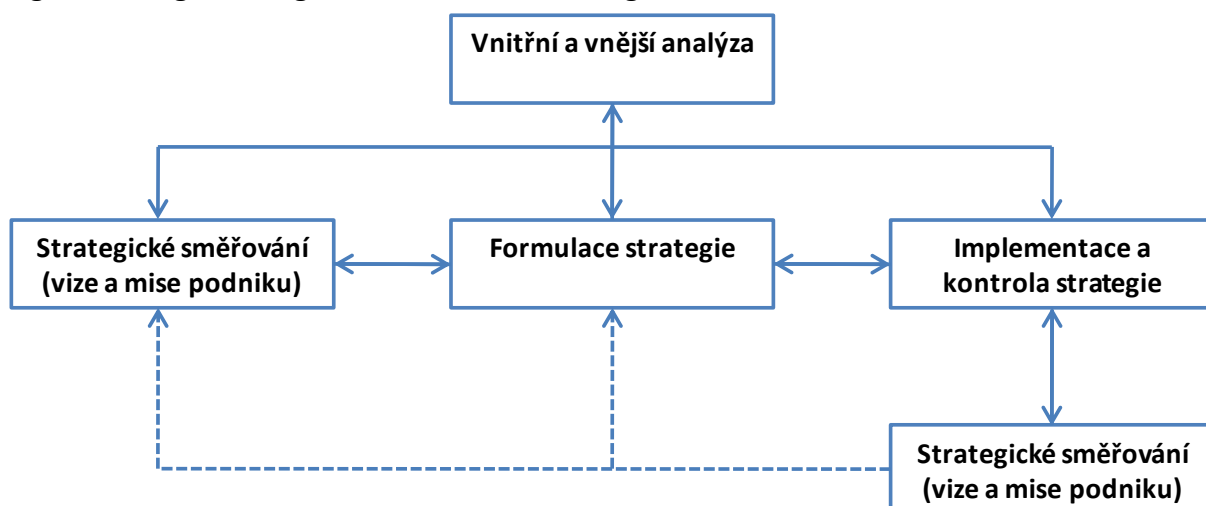 Vnitřní a vnější analýza
Strategické směřování
(vize a mise podniku)
Formulace strategie
Implementace a
kontrola strategie
Strategické směřování
(vize a mise podniku)